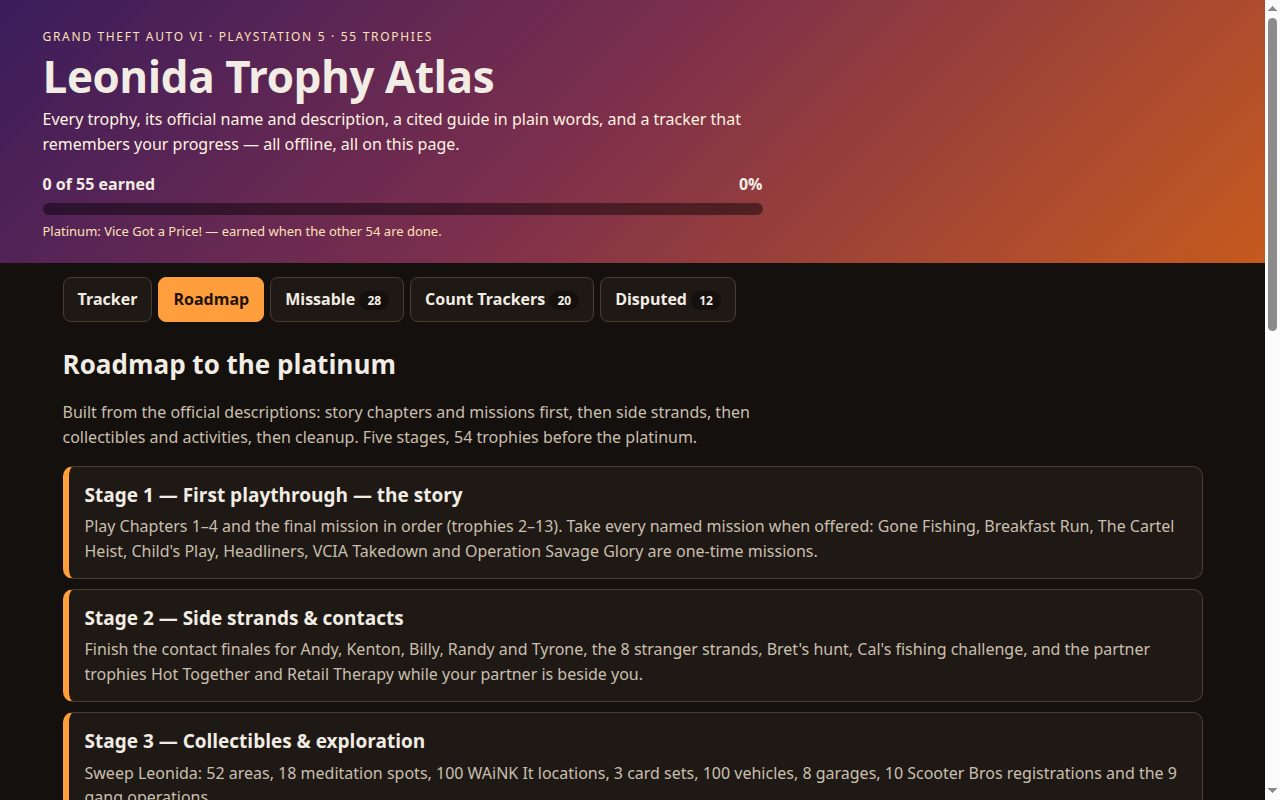 GRAND THEFT AUTO VI · PLAYSTATION 5 · 55 TROPHIES
Leonida Trophy Atlas
Every trophy, its official name and description, a cited guide in plain words, and a tracker that
remembers your progress — all offline, all on this page.
0 of 55 earned 0%
Platinum: Vice Got a Price! — earned when the other 54 are done.
Tracker Roadmap Missable 28 Count Trackers 20 Disputed 12
Roadmap to the platinum
Built from the official descriptions: story chapters and missions first, then side strands, then
collectibles and activities, then cleanup. Five stages, 54 trophies before the platinum.
Stage 1 — First playthrough — the story
Play Chapters 1–4 and the final mission in order (trophies 2–13). Take every named mission when offered: Gone Fishing, Breakfast Run, The Cartel
Heist, Child's Play, Headliners, VCIA Takedown and Operation Savage Glory are one-time missions.
Stage 2 — Side strands & contacts
Finish the contact finales for Andy, Kenton, Billy, Randy and Tyrone, the 8 stranger strands, Bret's hunt, Cal's fishing challenge, and the partner
trophies Hot Together and Retail Therapy while your partner is beside you.
Stage 3 — Collectibles & exploration
Sweep Leonida: 52 areas, 18 meditation spots, 100 WAiNK It locations, 3 card sets, 100 vehicles, 8 garages, 10 Scooter Bros registrations and the 9
gang operations.